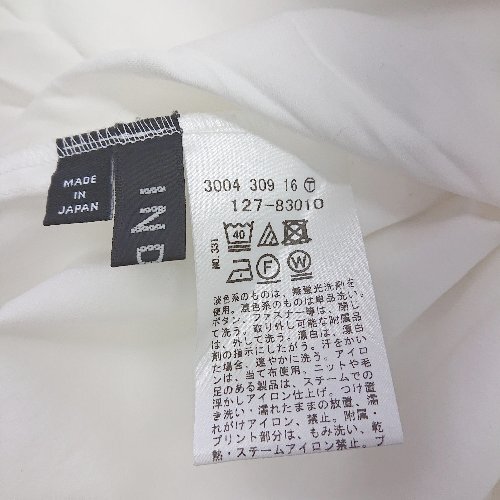 MADE
IN
JAPAN
IND
3004 309 16 Ⓣ
127-83010
NO.331
40
F W
淡色系のものは、無蛍光洗剤を
使用。濃色系のものは単品洗い。
ボタン、ファスナー等は、閉じ
て洗う。取り外し可能な附属品
は、外して洗う。漂白は、漂白
剤の指示にしたがう。汗をかい
た場合、速やかに洗う。アイロ
ンは、当て布使用。ニットや毛
足のある製品は、スチームでの
浮かしアイロン仕上げ。つけ置
き洗い・濡れたままの放置、濡
れがけアイロン、禁止。附属・
プリント部分は、もみ洗い、乾
熱・スチームアイロン禁止。プ